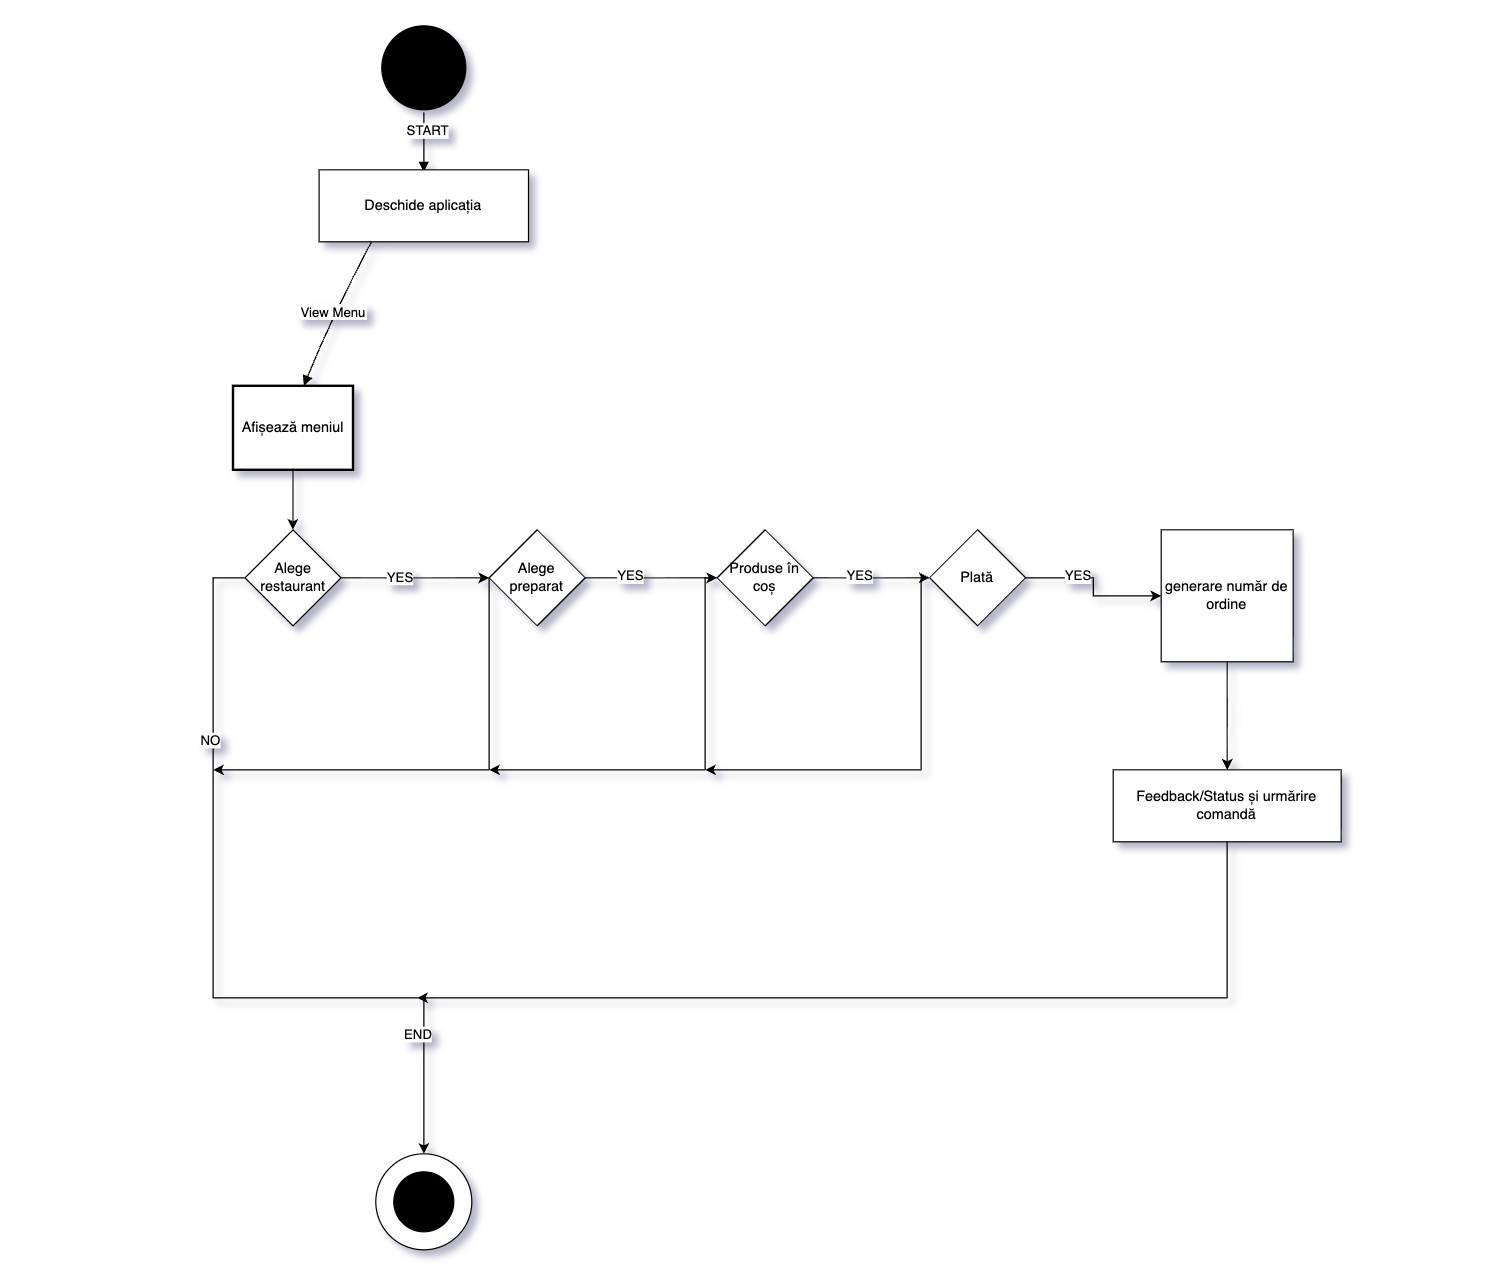 START
Deschide aplicația
View Menu
Afișează meniul
Alege
restaurant
YES
Alege
preparat
YES
Produse în
coș
YES
Plată
YES
generare număr de
ordine
NO
Feedback/Status și urmărire
comandă
END